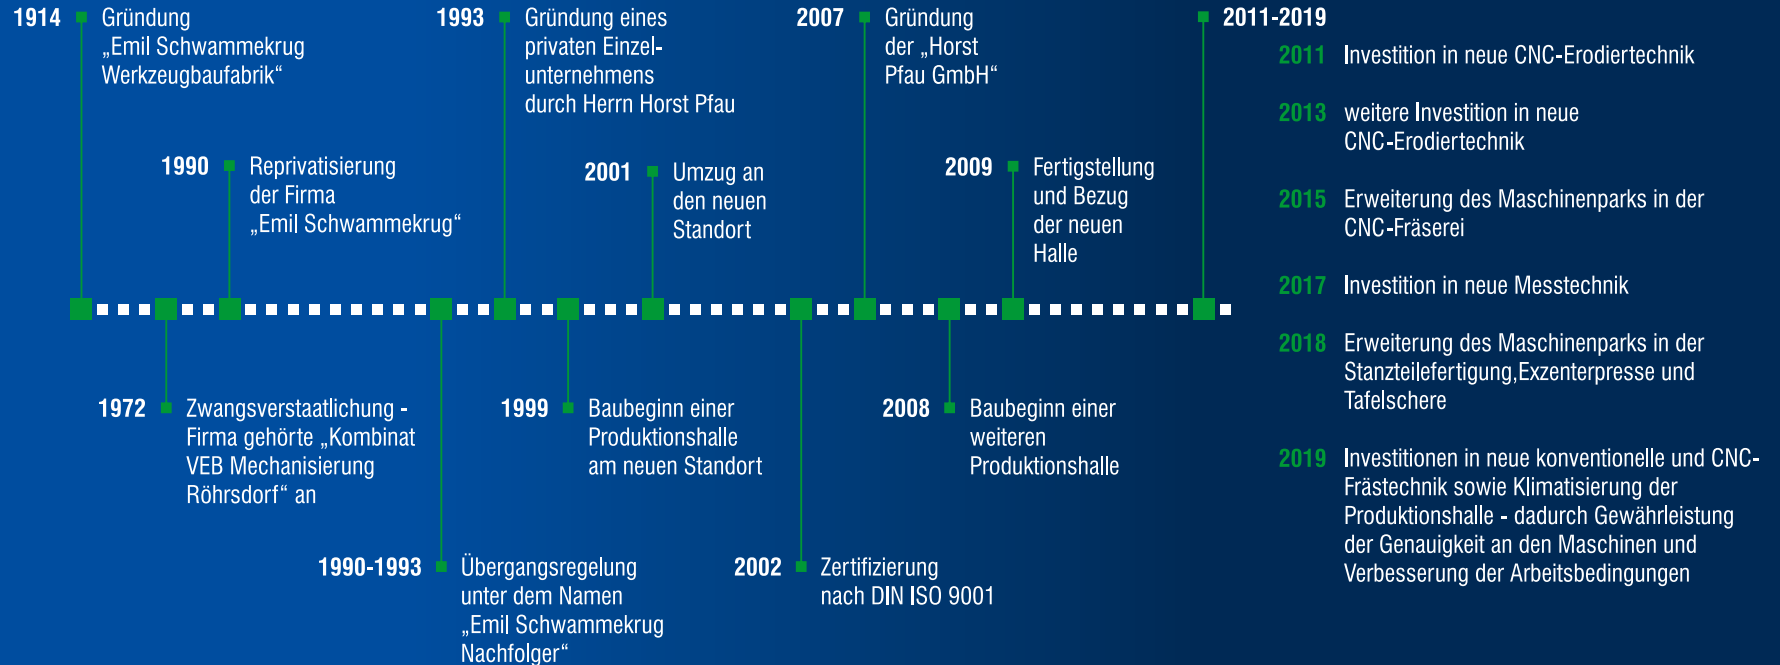 1914 Gründung
„Emil Schwammekrug
Werkzeugbaufabrik“
1972 Zwangsverstaatlichung -
Firma gehörte „Kombinat
VEB Mechanisierung
Röhrsdorf“ an
1990 Reprivatisierung
der Firma
„Emil Schwammekrug“
1990-1993 Übergangsregelung
unter dem Namen
„Emil Schwammekrug
Nachfolger“
1993 Gründung eines
privaten Einzel-
unternehmens
durch Herrn Horst Pfau
1999 Baubeginn einer
Produktionshalle
am neuen Standort
2001 Umzug an
den neuen
Standort
2002 Zertifizierung
nach DIN ISO 9001
2007 Gründung
der „Horst
Pfau GmbH“
2008 Baubeginn einer
weiteren
Produktionshalle
2009 Fertigstellung
und Bezug
der neuen
Halle
2011-2019
2011 Investition in neue CNC-Erodiertechnik
2013 weitere Investition in neue
CNC-Erodiertechnik
2015 Erweiterung des Maschinenparks in der
CNC-Fräserei
2017 Investition in neue Messtechnik
2018 Erweiterung des Maschinenparks in der
Stanzteilefertigung,Exzenterpresse und
Tafelschere
2019 Investitionen in neue konventionelle und CNC-
Frästechnik sowie Klimatisierung der
Produktionshalle - dadurch Gewährleistung
der Genauigkeit an den Maschinen und
Verbesserung der Arbeitsbedingungen